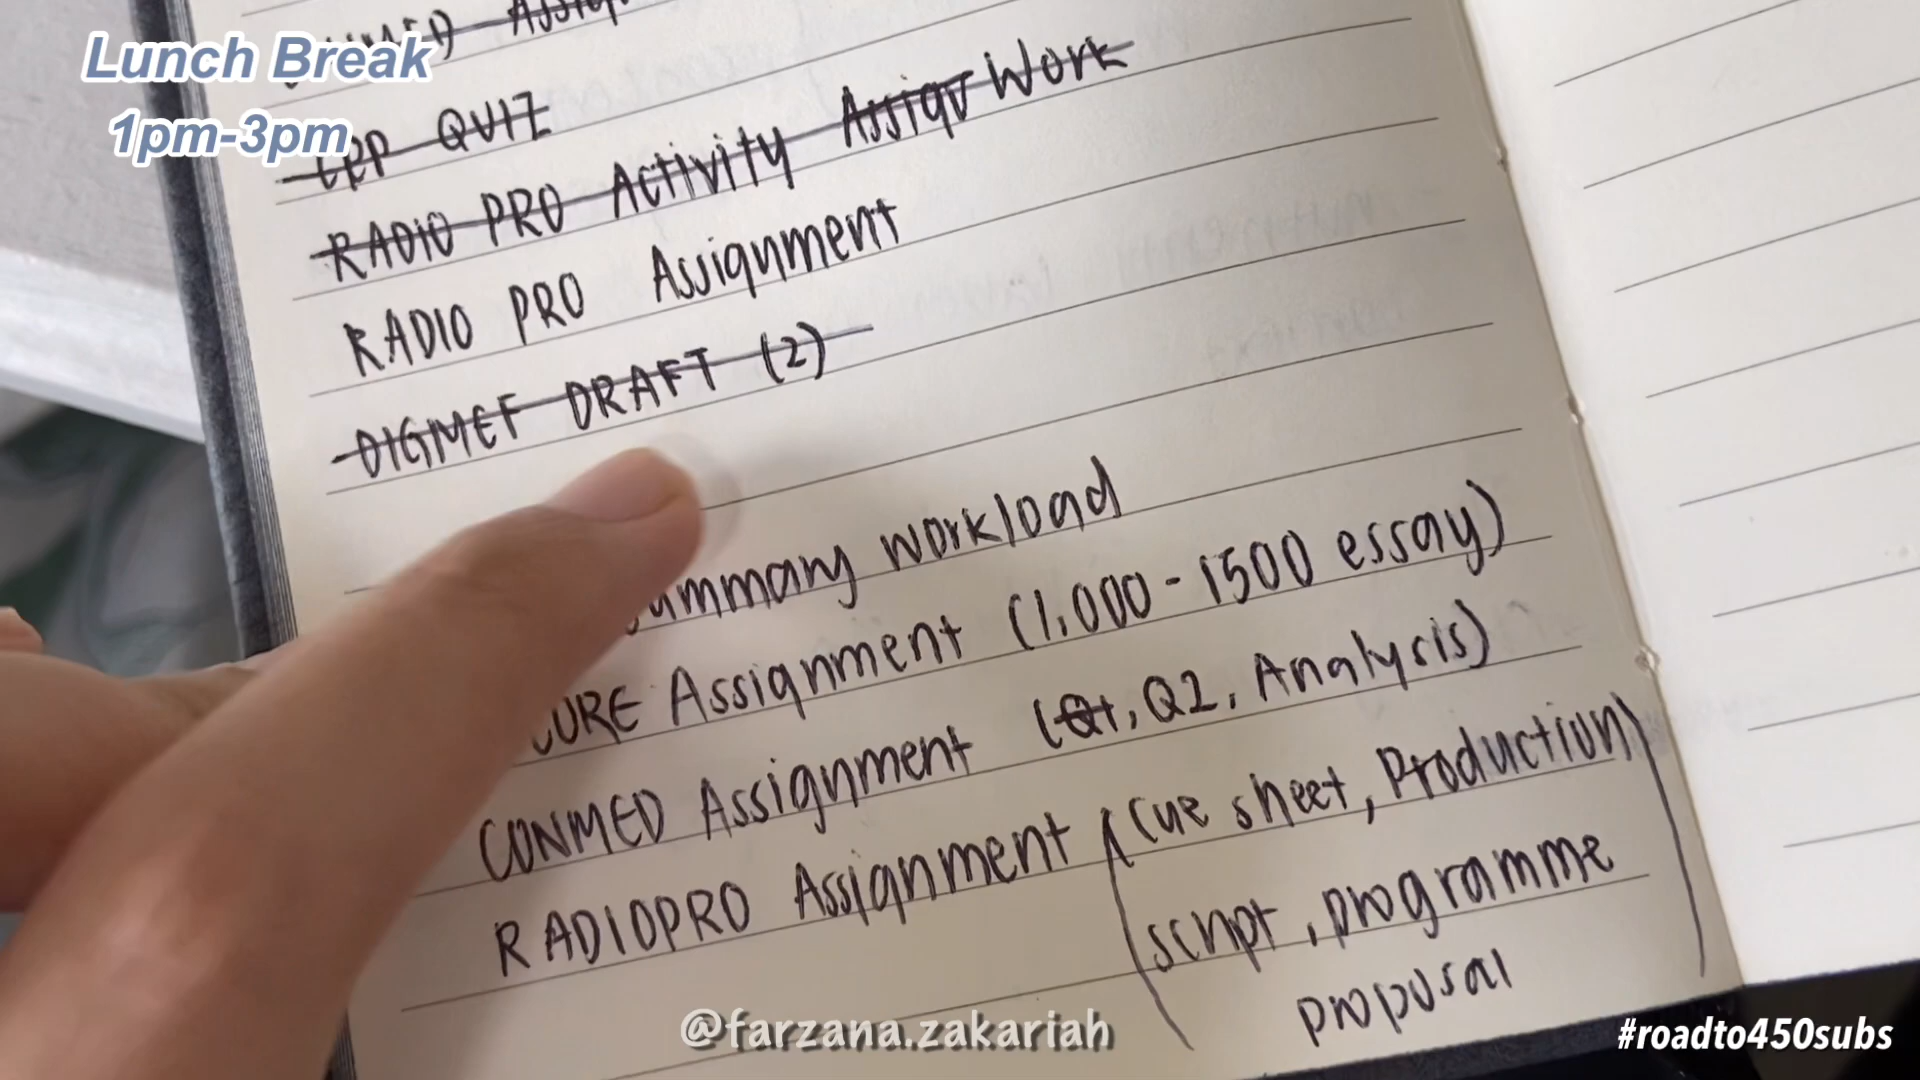 Lunch Break
1pm-3pm
QUIZ
RADIO PRO Activity Assign Work
RADIO PRO Assignment
DIGMEF DRAFT (2)
workload
Assignment (1,000 - 1500 essay)
CONMED Assignment (Q1, Q2, Analysis)
RADIOPRO Assignment (Cue sheet, Production)
script, programme
proposal
@farzana.zakariah
#roadto450subs